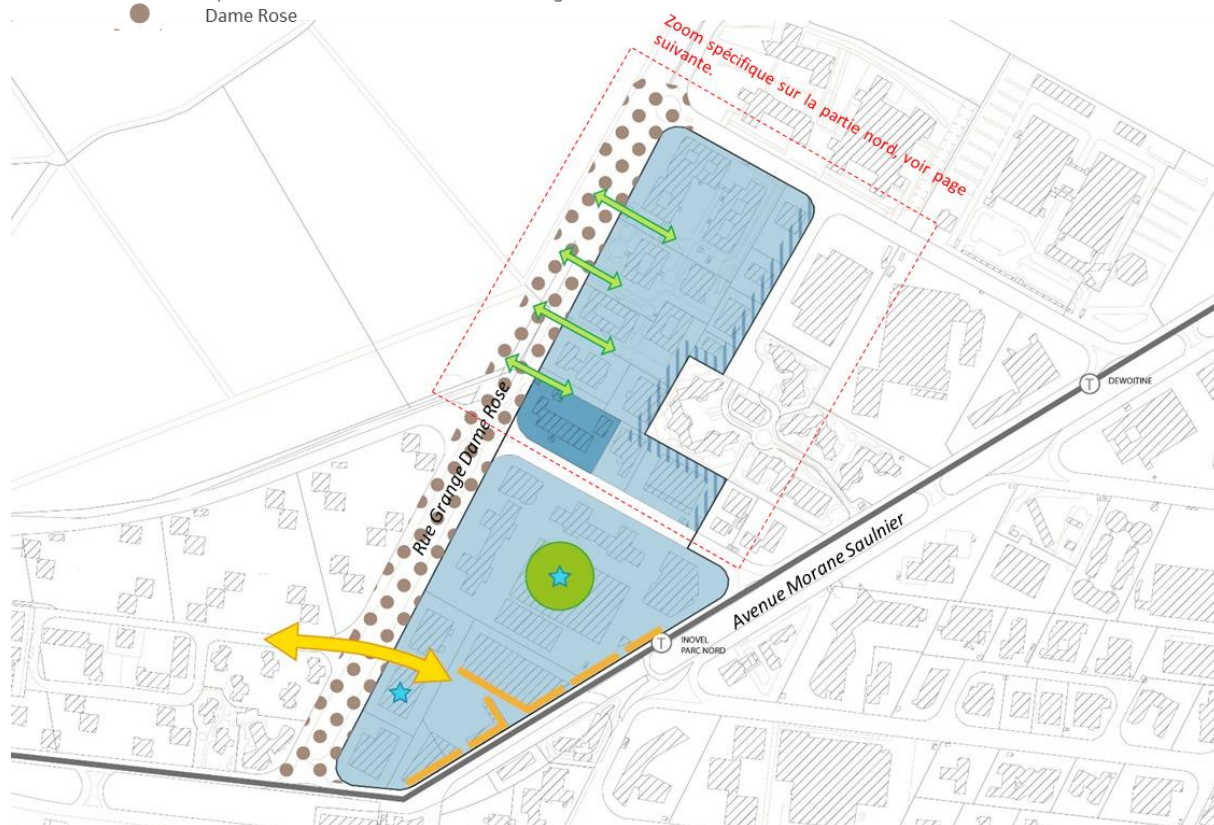 Dame Rose
Zoom spécifique sur la partie nord, voir page
suivante.
Rue Grange Dame Rose
T
DEWOITINE
Avenue Morane Saulnier
T
INOVEL
PARC NORD